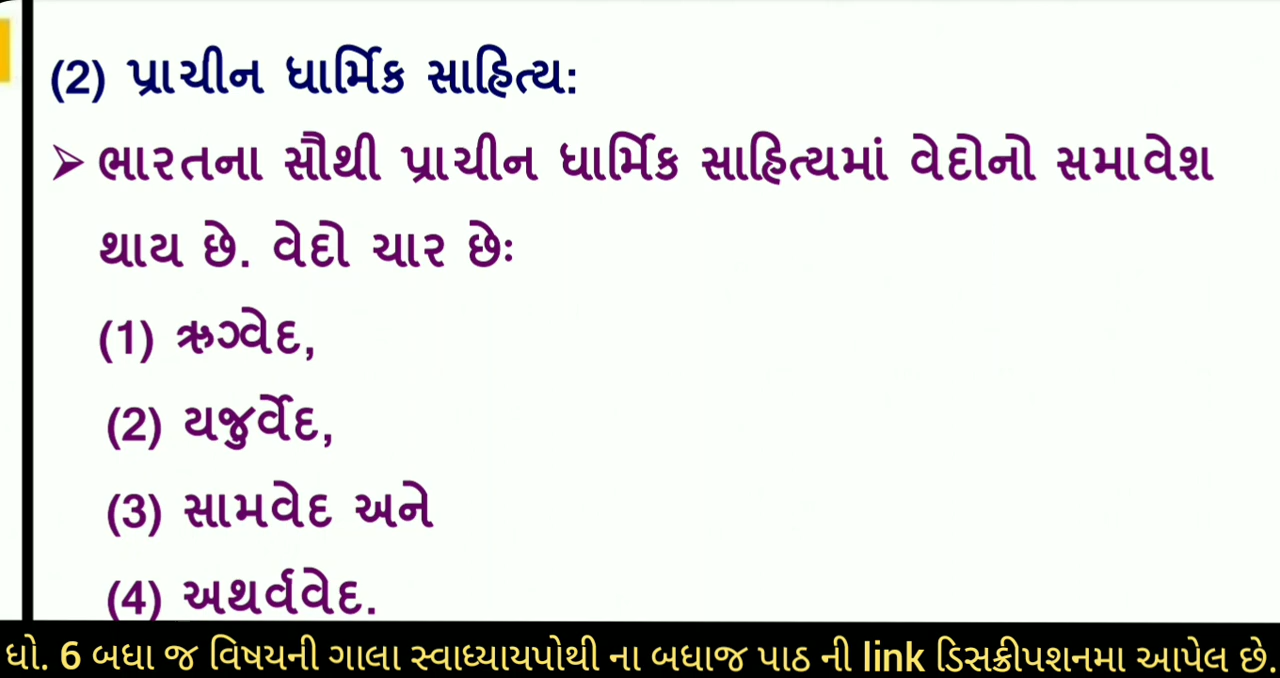 (2) પ્રાચીન ધાર્મિક સાહિત્ય:
➢ ભારતના સૌથી પ્રાચીન ધાર્મિક સાહિત્યમાં વેદોનો સમાવેશ
થાય છે. વેદો ચાર છેઃ
(1) ઋગ્વેદ,
(2) યજુર્વેદ,
(3) સામવેદ અને
(4) અથર્વવેદ.
ધો. 6 બધા જ વિષયની ગાલા સ્વાધ્યાયપોથી ના બધાજ પાઠ ની link ડિસક્રીપશનમા આપેલ છે.